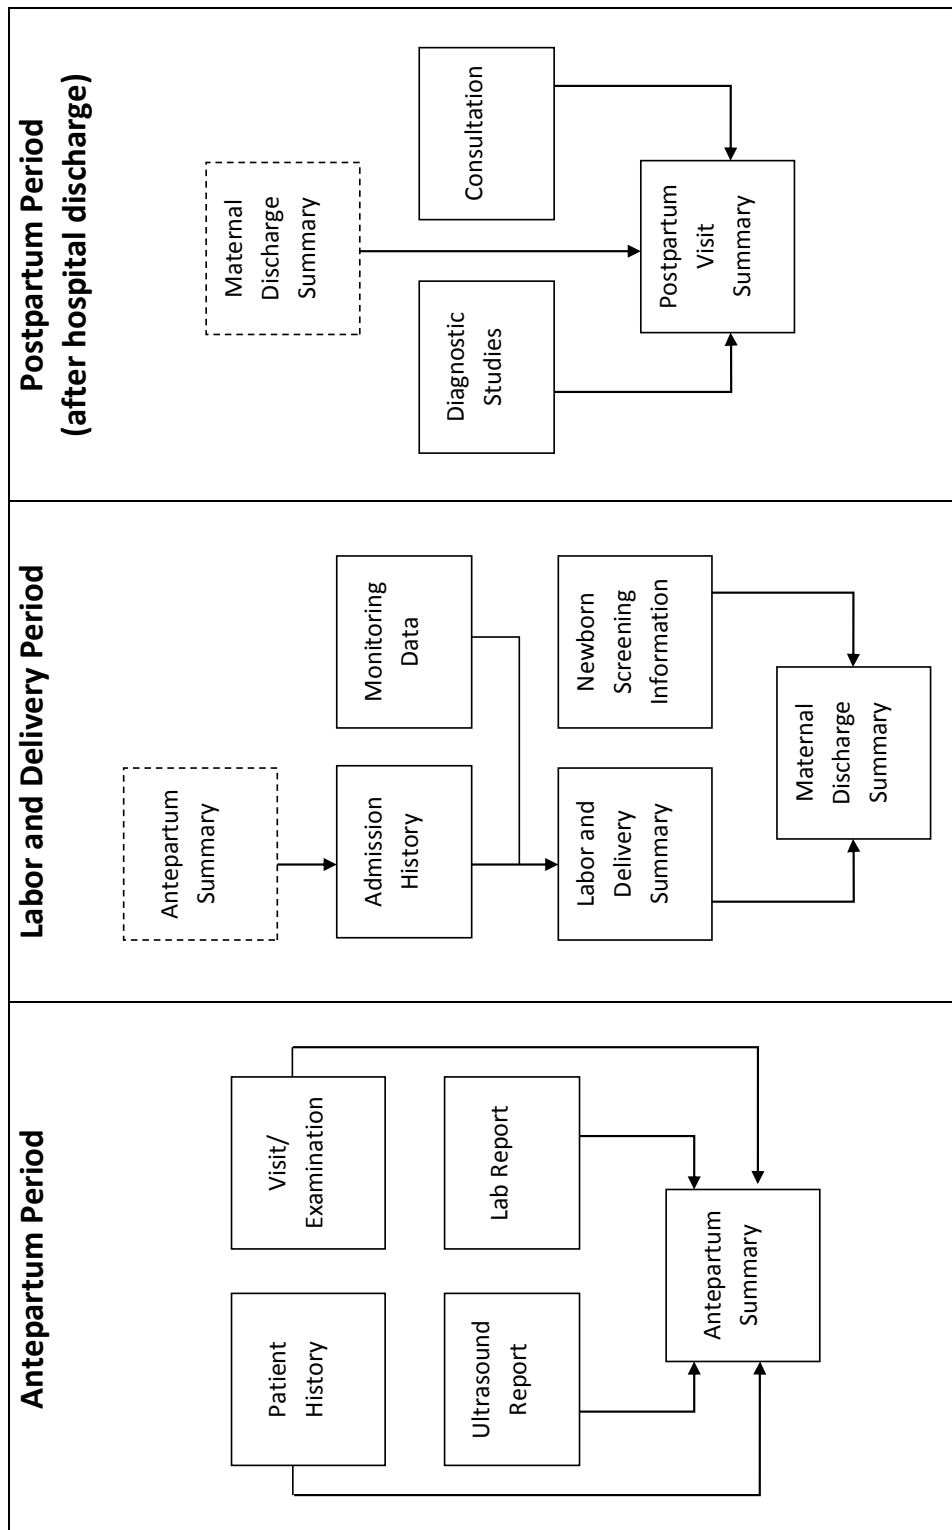 Antepartum Period
Patient
History
Visit/
Examination
Ultrasound
Report
Lab Report
Antepartum
Summary
Labor and Delivery Period
Antepartum
Summary
Admission
History
Monitoring
Data
Labor and
Delivery
Summary
Newborn
Screening
Information
Maternal
Discharge
Summary
Postpartum Period
(after hospital discharge)
Maternal
Discharge
Summary
Diagnostic
Studies
Consultation
Postpartum
Visit
Summary